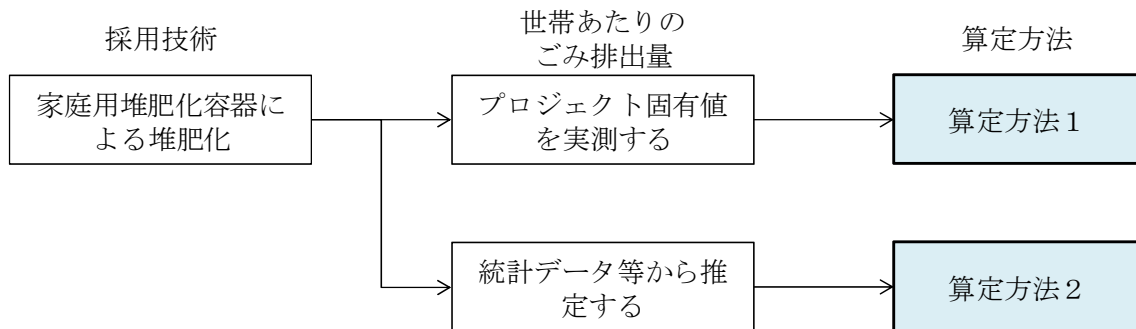 採用技術
世帯あたりの
ごみ排出量
算定方法
家庭用堆肥化容器に
よる堆肥化
プロジェクト固有値
を実測する
算定方法１
統計データ等から推
定する
算定方法２